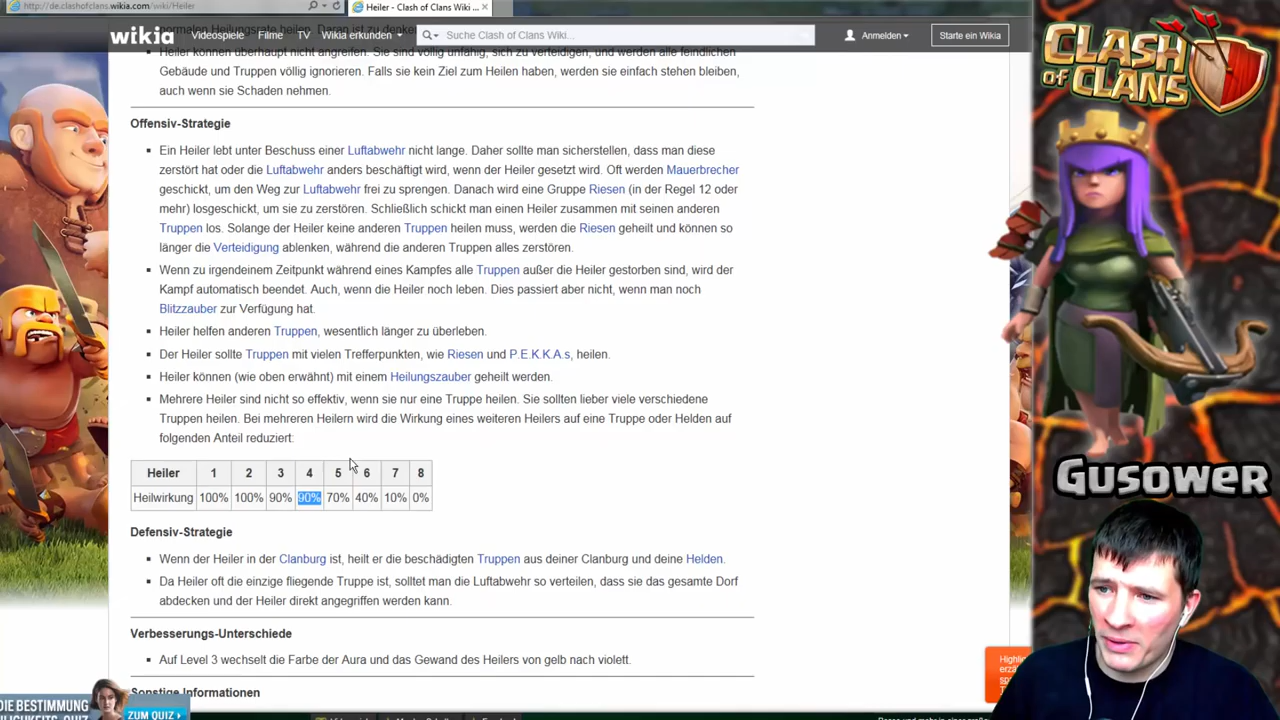 http://de.clashofclans.wikia.com/wiki/Heiler
Heiler - Clash of Clans Wiki ...
normalen Heilungsrate heilen. Daran ist zu denken
wikia Videospiele Filme TV Wikia erkunden Suche Clash of Clans Wiki... Anmelden Starte ein Wikia
Heiler können überhaupt nicht angreifen. Sie sind völlig unfähig, sich zu verteidigen, und werden alle feindlichen
Gebäude und Truppen völlig ignorieren. Falls sie kein Ziel zum Heilen haben, werden sie einfach stehen bleiben,
auch wenn sie Schaden nehmen.
Offensiv-Strategie
Ein Heiler lebt unter Beschuss einer Luftabwehr nicht lange. Daher sollte man sicherstellen, dass man diese
zerstört hat oder die Luftabwehr anders beschäftigt wird, wenn der Heiler gesetzt wird. Oft werden Mauerbrecher
geschickt, um den Weg zur Luftabwehr frei zu sprengen. Danach wird eine Gruppe Riesen (in der Regel 12 oder
mehr) losgeschickt, um sie zu zerstören. Schließlich schickt man einen Heiler zusammen mit seinen anderen
Truppen los. Solange der Heiler keine anderen Truppen heilen muss, werden die Riesen geheilt und können so
länger die Verteidigung ablenken, während die anderen Truppen alles zerstören.
Wenn zu irgendeinem Zeitpunkt während eines Kampfes alle Truppen außer die Heiler gestorben sind, wird der
Kampf automatisch beendet. Auch, wenn die Heiler noch leben. Dies passiert aber nicht, wenn man noch
Blitzzauber zur Verfügung hat.
Heiler helfen anderen Truppen, wesentlich länger zu überleben.
Der Heiler sollte Truppen mit vielen Trefferpunkten, wie Riesen und P.E.K.K.A.s, heilen.
Heiler können (wie oben erwähnt) mit einem Heilungszauber geheilt werden.
Mehrere Heiler sind nicht so effektiv, wenn sie nur eine Truppe heilen. Sie sollten lieber viele verschiedene
Truppen heilen. Bei mehreren Heilern wird die Wirkung eines weiteren Heilers auf eine Truppe oder Helden auf
folgenden Anteil reduziert:
Heiler 1 2 3 4 5 6 7 8
Heilwirkung 100% 100% 90% 90% 70% 40% 10% 0%
Defensiv-Strategie
Wenn der Heiler in der Clanburg ist, heilt er die beschädigten Truppen aus deiner Clanburg und deine Helden.
Da Heiler oft die einzige fliegende Truppe ist, solltet man die Luftabwehr so verteilen, dass sie das gesamte Dorf
abdecken und der Heiler direkt angegriffen werden kann.
Verbesserungs-Unterschiede
Auf Level 3 wechselt die Farbe der Aura und das Gewand des Heilers von gelb nach violett.
Sonstige Informationen
DIE BESTIMMUNG
ZUM QUIZ
CLASH
OF CLANS
Gusower